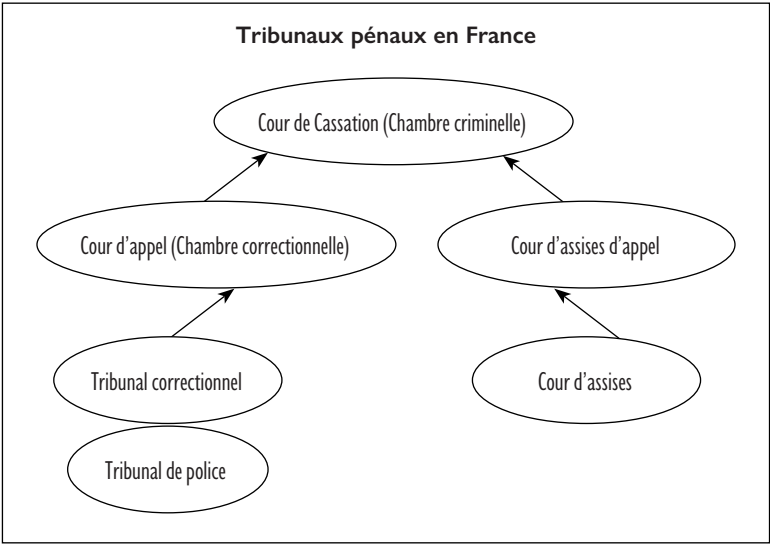 Tribunaux pénaux en France
Cour de Cassation (Chambre criminelle)
Cour d’appel (Chambre correctionnelle)
Cour d’assises d’appel
Tribunal correctionnel
Cour d’assises
Tribunal de police